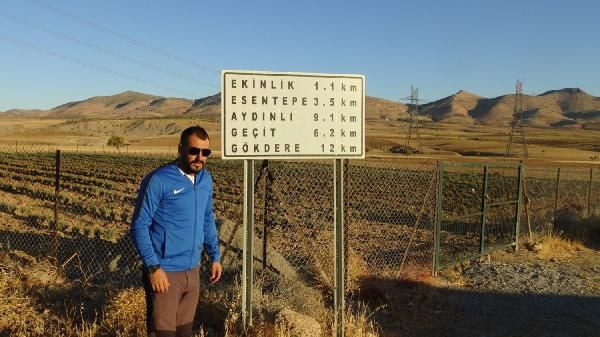 EKİNLİK 1.1 km
ESENTEPE 3.5 km
AYDINLI 9.1 km
GEÇİT 6.2 km
GÖKDERE 12 km